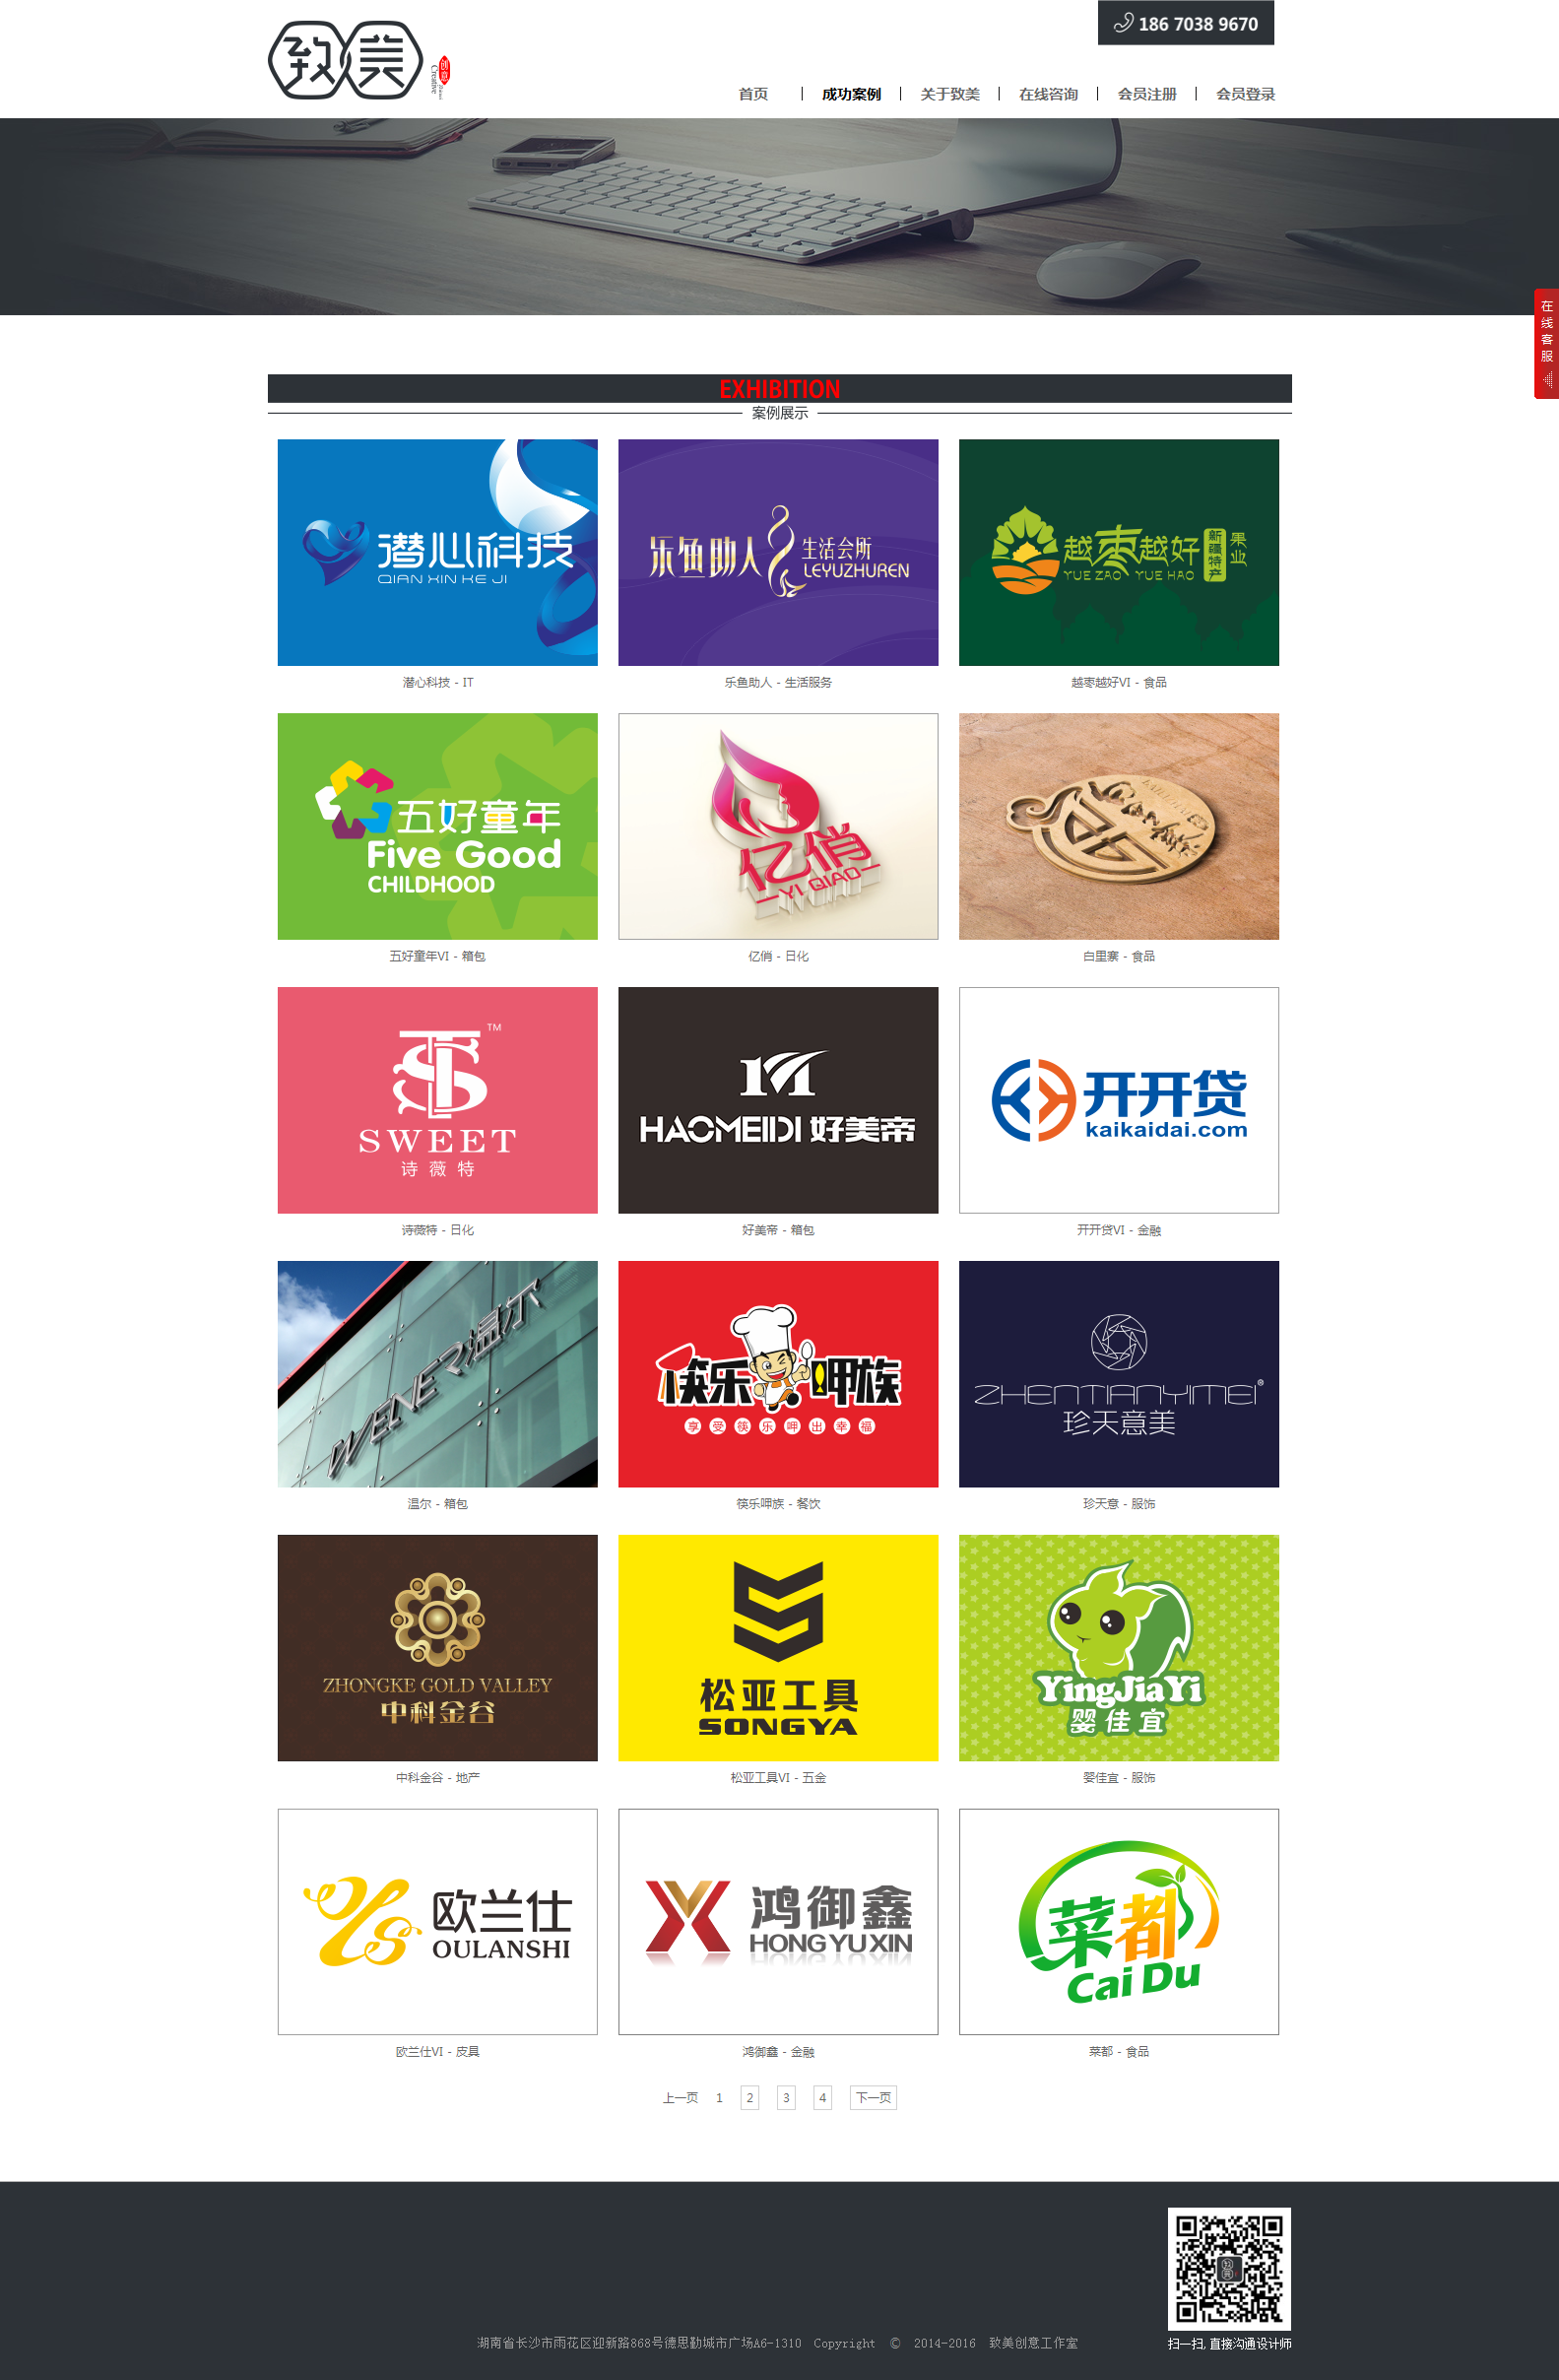 致美
创意
Creative
186 7038 9670
首页
成功案例
关于致美
在线咨询
会员注册
会员登录
在线客服
EXHIBITION
案例展示
潜心科技
QIAN XIN KE JI
乐鱼助人
生活会所
LEYUZHUREN
越枣越好
YUE ZAO YUE HAO
新疆特产
果业
潜心科技 - IT
乐鱼助人 - 生活服务
越枣越好VI - 食品
五好童年
Five Good
CHILDHOOD
亿俏
YI QIAO
五好童年VI - 箱包
亿俏 - 日化
白里寨 - 食品
TM
SWEET
诗薇特
HAOMEIDI 好美帝
开开贷
kaikaidai.com
诗薇特 - 日化
好美帝 - 箱包
开开贷VI - 金融
WENER温尔
筷乐呷族
享受筷乐呷出幸福
ZHENTIANYIMEI®
珍天意美
温尔 - 箱包
筷乐呷族 - 餐饮
珍天意 - 服饰
ZHONGKE GOLD VALLEY
中科金谷
松亚工具
SONGYA
YingJiaYi
婴佳宜
中科金谷 - 地产
松亚工具VI - 五金
婴佳宜 - 服饰
欧兰仕
OULANSHI
鸿御鑫
HONGYUXIN
菜都
Cai Du
欧兰仕VI - 皮具
鸿御鑫 - 金融
菜都 - 食品
上一页 1 2 3 4 下一页
湖南省长沙市雨花区迎新路868号德思勤城市广场A6-1310 Copyright © 2014-2016 致美创意工作室
扫一扫, 直接沟通设计师